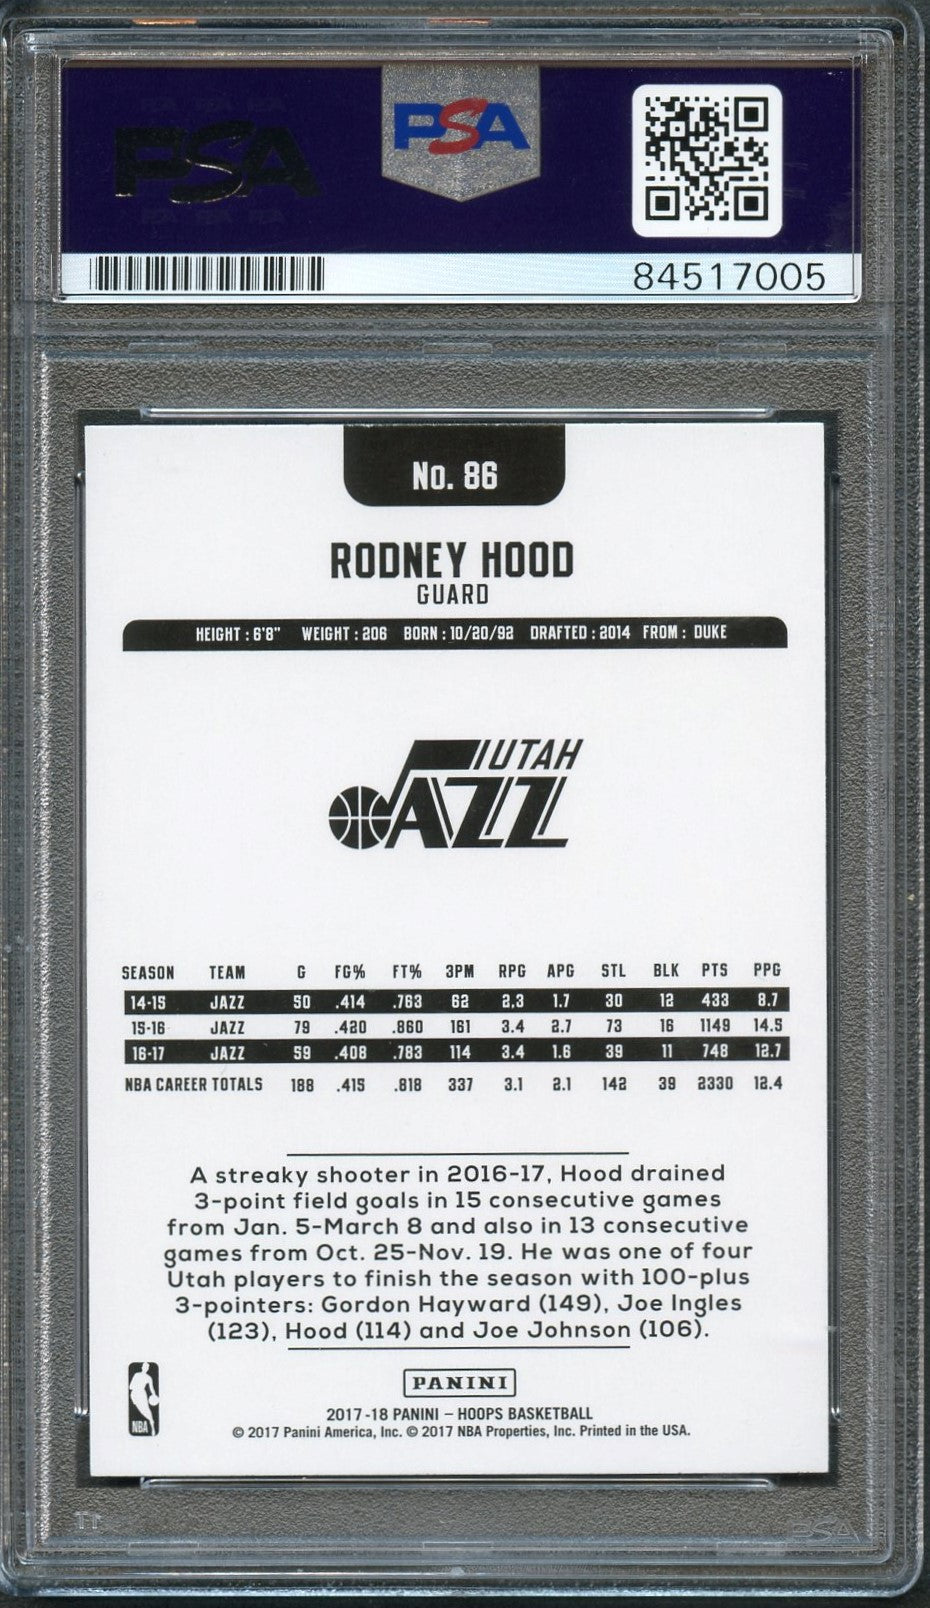 PSA
PSA
84517005
No. 86
RODNEY HOOD
GUARD
HEIGHT : 6'8" WEIGHT : 206 BORN : 10/20/92 DRAFTED : 2014 FROM : DUKE
UTAH
JAZZ
SEASON TEAM G FG% FT% 3PM RPG APG STL BLK PTS PPG
14-15 JAZZ 50 .414 .763 62 2.3 1.7 30 12 433 8.7
15-16 JAZZ 79 .420 .860 161 3.4 2.7 73 16 1149 14.5
16-17 JAZZ 59 .408 .783 114 3.4 1.6 39 11 748 12.7
NBA CAREER TOTALS 188 .415 .818 337 3.1 2.1 142 39 2330 12.4
A streaky shooter in 2016-17, Hood drained
3-point field goals in 15 consecutive games
from Jan. 5-March 8 and also in 13 consecutive
games from Oct. 25-Nov. 19. He was one of four
Utah players to finish the season with 100-plus
3-pointers: Gordon Hayward (149), Joe Ingles
(123), Hood (114) and Joe Johnson (106).
NBA
PANINI
2017-18 PANINI – HOOPS BASKETBALL
© 2017 Panini America, Inc. © 2017 NBA Properties, Inc. Printed in the USA.
PSA